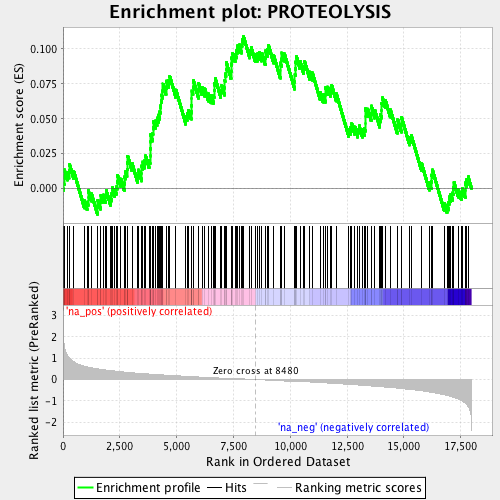 Enrichment plot: PROTEOLYSIS
Enrichment score (ES)
0.100
0.075
0.050
0.025
0.000
Ranked list metric (PreRanked)
3
2
1
0
-1
-2
'na_pos' (positively correlated)
Zero cross at 8480
'na_neg' (negatively correlated)
0
2,500
5,000
7,500
10,000
12,500
15,000
17,500
Rank in Ordered Dataset
Enrichment profile
Hits
Ranking metric scores